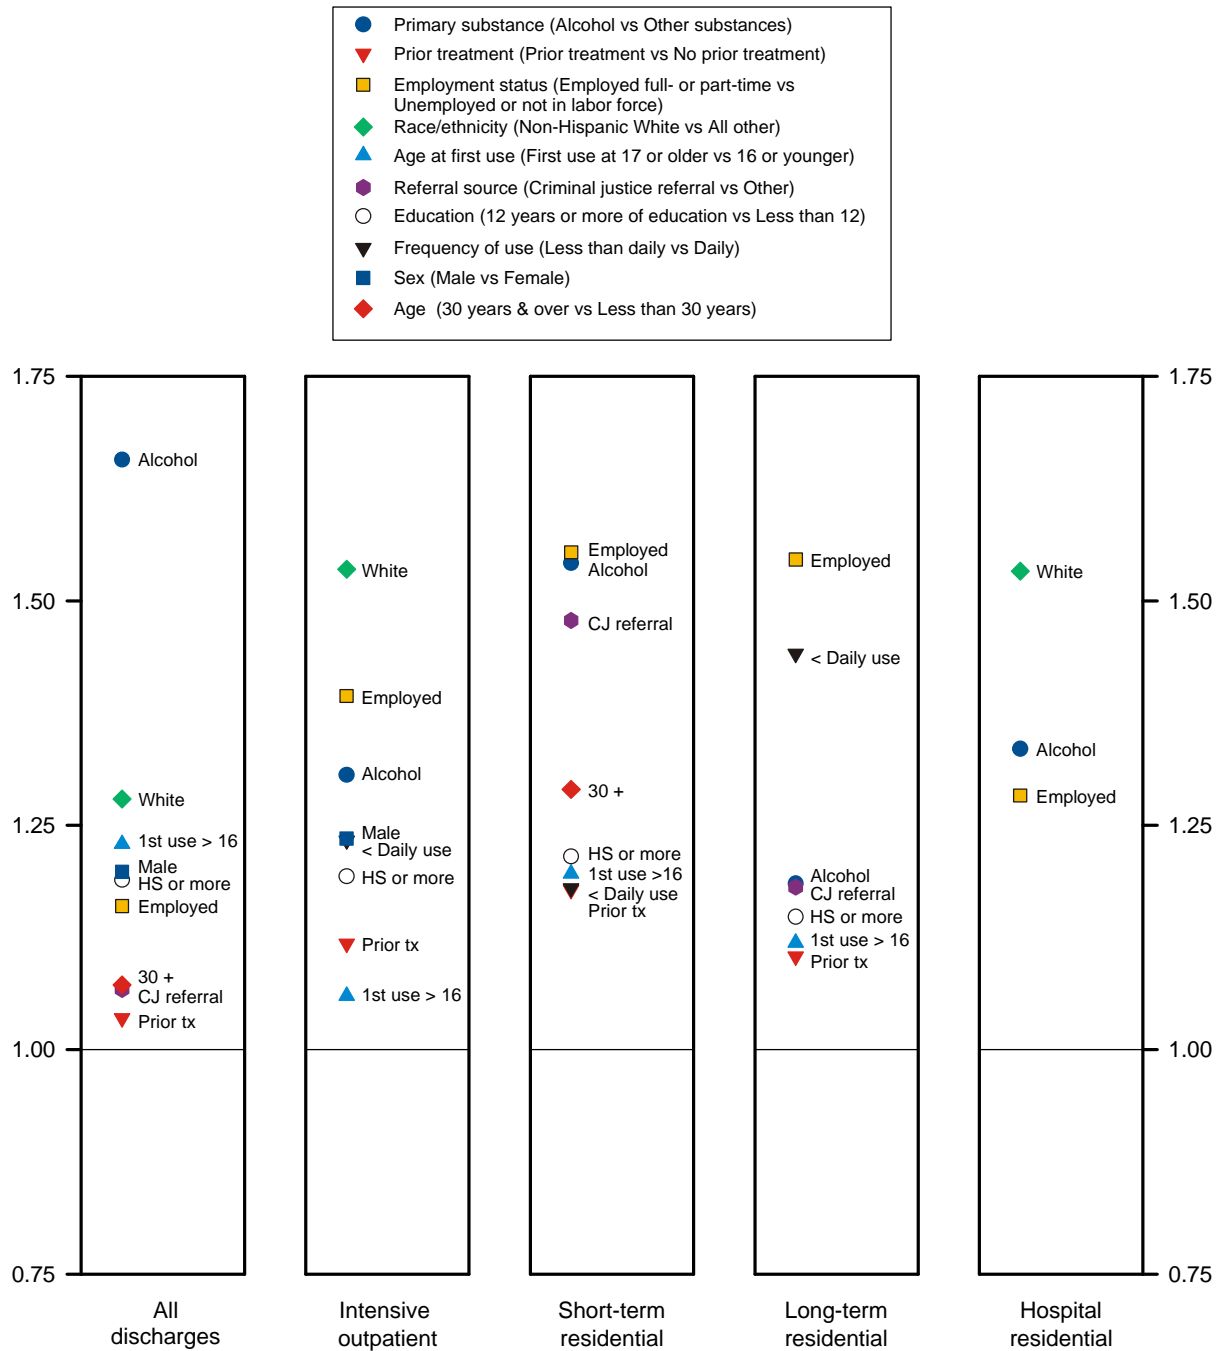 Primary substance (Alcohol vs Other substances)
Prior treatment (Prior treatment vs No prior treatment)
Employment status (Employed full- or part-time vs
Unemployed or not in labor force)
Race/ethnicity (Non-Hispanic White vs All other)
Age at first use (First use at 17 or older vs 16 or younger)
Referral source (Criminal justice referral vs Other)
Education (12 years or more of education vs Less than 12)
Frequency of use (Less than daily vs Daily)
Sex (Male vs Female)
Age (30 years & over vs Less than 30 years)
1.75
1.50
1.25
1.00
0.75
Alcohol
White
1st use > 16
Male
HS or more
Employed
30 +
CJ referral
Prior tx
All
discharges
White
Employed
Alcohol
Male
< Daily use
HS or more
Prior tx
1st use > 16
Intensive
outpatient
Employed
Alcohol
CJ referral
30 +
HS or more
1st use >16
< Daily use
Prior tx
Short-term
residential
Employed
< Daily use
Alcohol
CJ referral
HS or more
1st use > 16
Prior tx
Long-term
residential
White
Alcohol
Employed
Hospital
residential
1.75
1.50
1.25
1.00
0.75